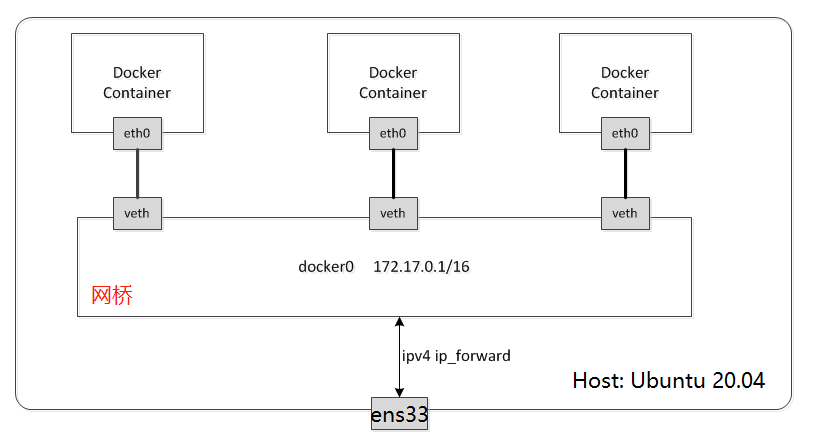 Docker
Container
Docker
Container
Docker
Container
eth0
eth0
eth0
veth
veth
veth
docker0 172.17.0.1/16
网桥
ipv4 ip_forward
Host: Ubuntu 20.04
ens33